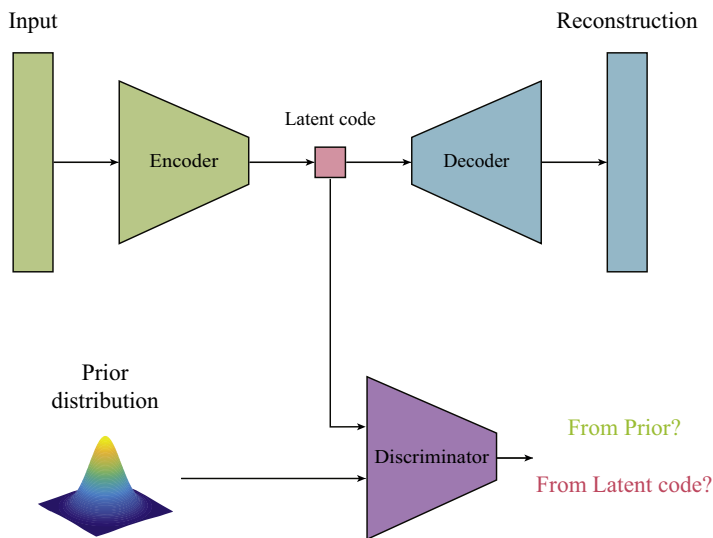 Input
Reconstruction
Latent code
Encoder
Decoder
Prior
distribution
Discriminator
From Prior?
From Latent code?